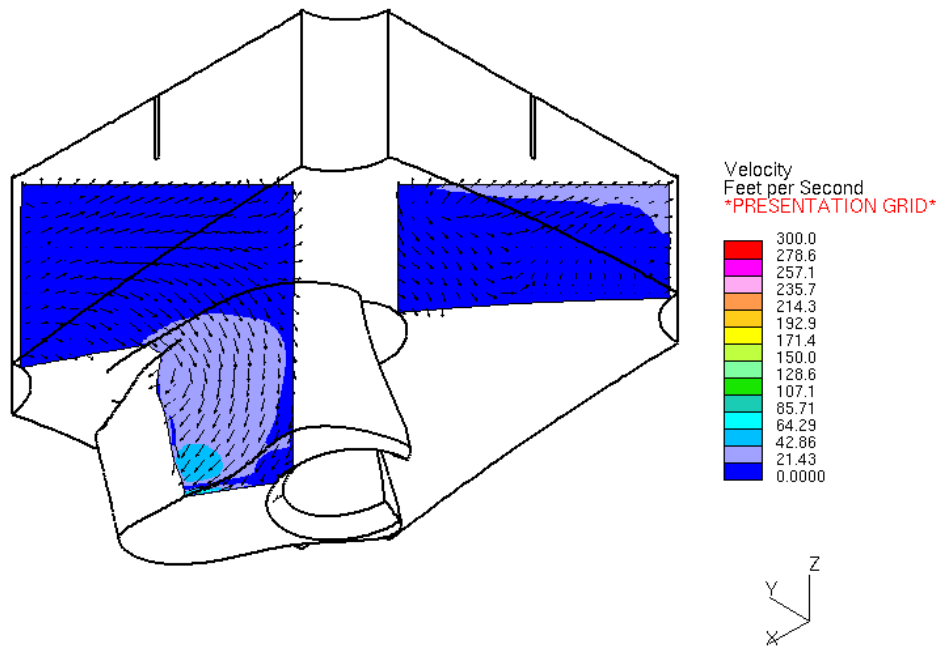 Velocity
Feet per Second
*PRESENTATION GRID*
300.0
278.6
257.1
235.7
214.3
192.9
171.4
150.0
128.6
107.1
85.71
64.29
42.86
21.43
0.0000
Z
Y
X